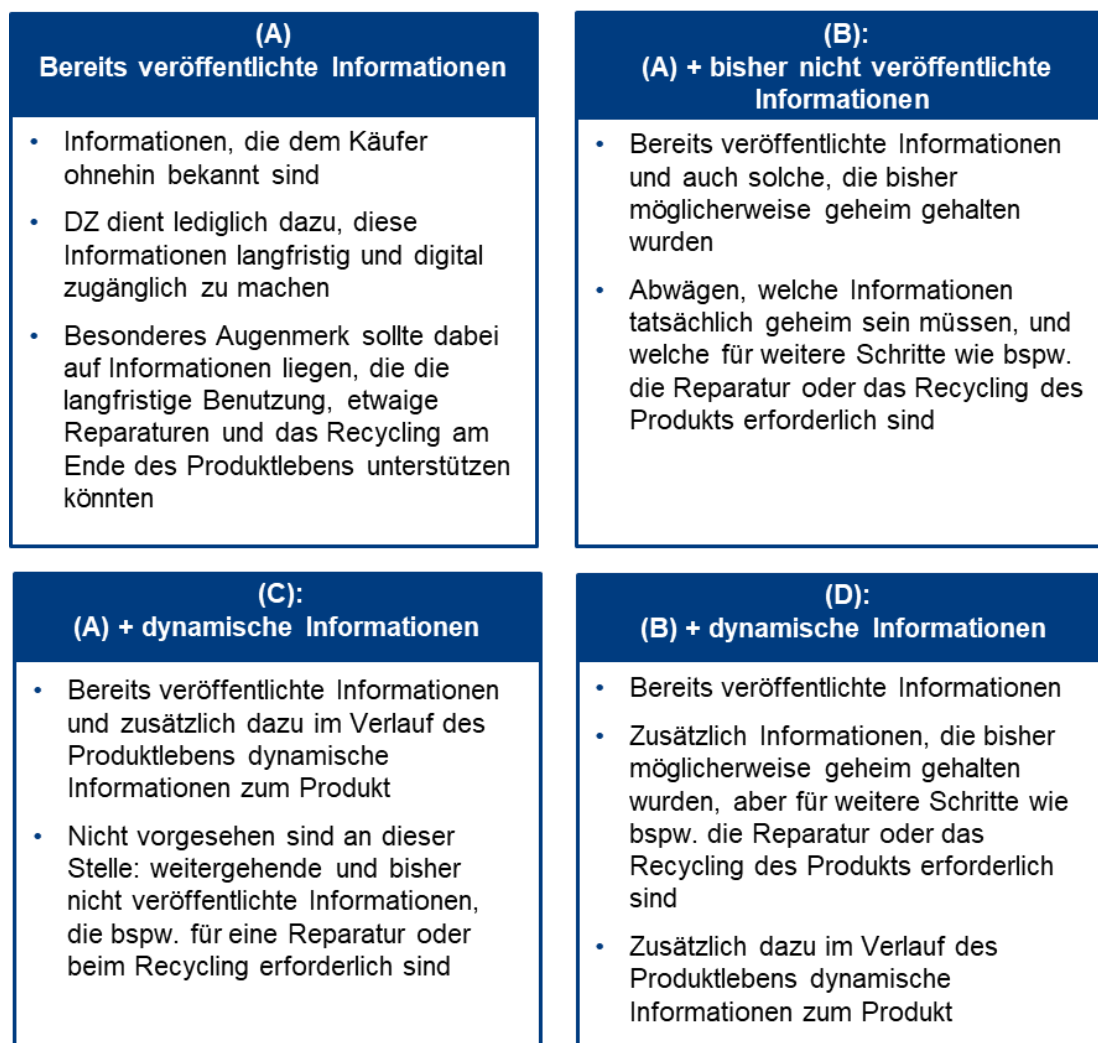 (A)
Bereits veröffentlichte Informationen
• Informationen, die dem Käufer
ohnehin bekannt sind
• DZ dient lediglich dazu, diese
Informationen langfristig und digital
zugänglich zu machen
• Besonderes Augenmerk sollte dabei
auf Informationen liegen, die die
langfristige Benutzung, etwaige
Reparaturen und das Recycling am
Ende des Produktlebens unterstützen
könnten
(B):
(A) + bisher nicht veröffentlichte
Informationen
• Bereits veröffentlichte Informationen
und auch solche, die bisher
möglicherweise geheim gehalten
wurden
• Abwägen, welche Informationen
tatsächlich geheim sein müssen, und
welche für weitere Schritte wie bspw.
die Reparatur oder das Recycling des
Produkts erforderlich sind
(C):
(A) + dynamische Informationen
• Bereits veröffentlichte Informationen
und zusätzlich dazu im Verlauf des
Produktlebens dynamische
Informationen zum Produkt
• Nicht vorgesehen sind an dieser
Stelle: weitergehende und bisher
nicht veröffentlichte Informationen,
die bspw. für eine Reparatur oder
beim Recycling erforderlich sind
(D):
(B) + dynamische Informationen
• Bereits veröffentlichte Informationen
• Zusätzlich Informationen, die bisher
möglicherweise geheim gehalten
wurden, aber für weitere Schritte wie
bspw. die Reparatur oder das
Recycling des Produkts erforderlich
sind
• Zusätzlich dazu im Verlauf des
Produktlebens dynamische
Informationen zum Produkt